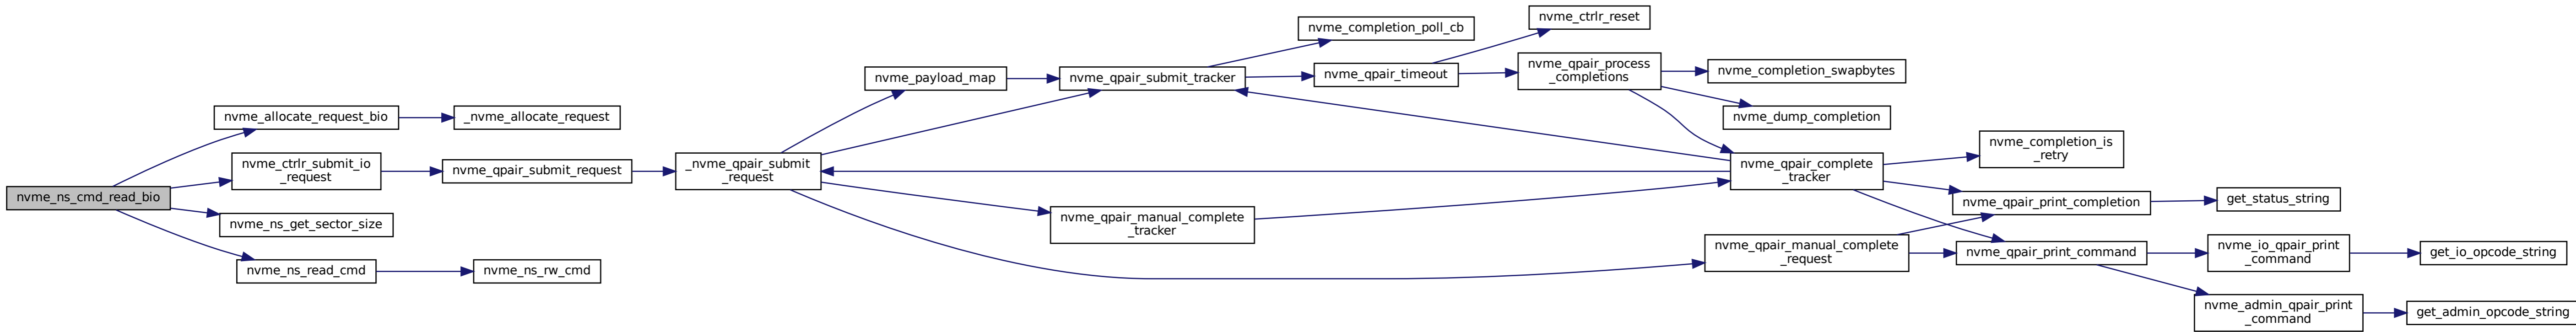 nvme_ns_cmd_read_bio
nvme_allocate_request_bio
_nvme_allocate_request
nvme_ctrlr_submit_io
_request
nvme_qpair_submit_request
nvme_ns_get_sector_size
nvme_ns_read_cmd
nvme_ns_rw_cmd
_nvme_qpair_submit
_request
nvme_payload_map
nvme_qpair_submit_tracker
nvme_qpair_manual_complete
_tracker
nvme_completion_poll_cb
nvme_qpair_timeout
nvme_ctrlr_reset
nvme_qpair_process
_completions
nvme_completion_swapbytes
nvme_dump_completion
nvme_qpair_complete
_tracker
nvme_qpair_manual_complete
_request
nvme_completion_is
_retry
nvme_qpair_print_completion
nvme_qpair_print_command
get_status_string
nvme_io_qpair_print
_command
nvme_admin_qpair_print
_command
get_io_opcode_string
get_admin_opcode_string